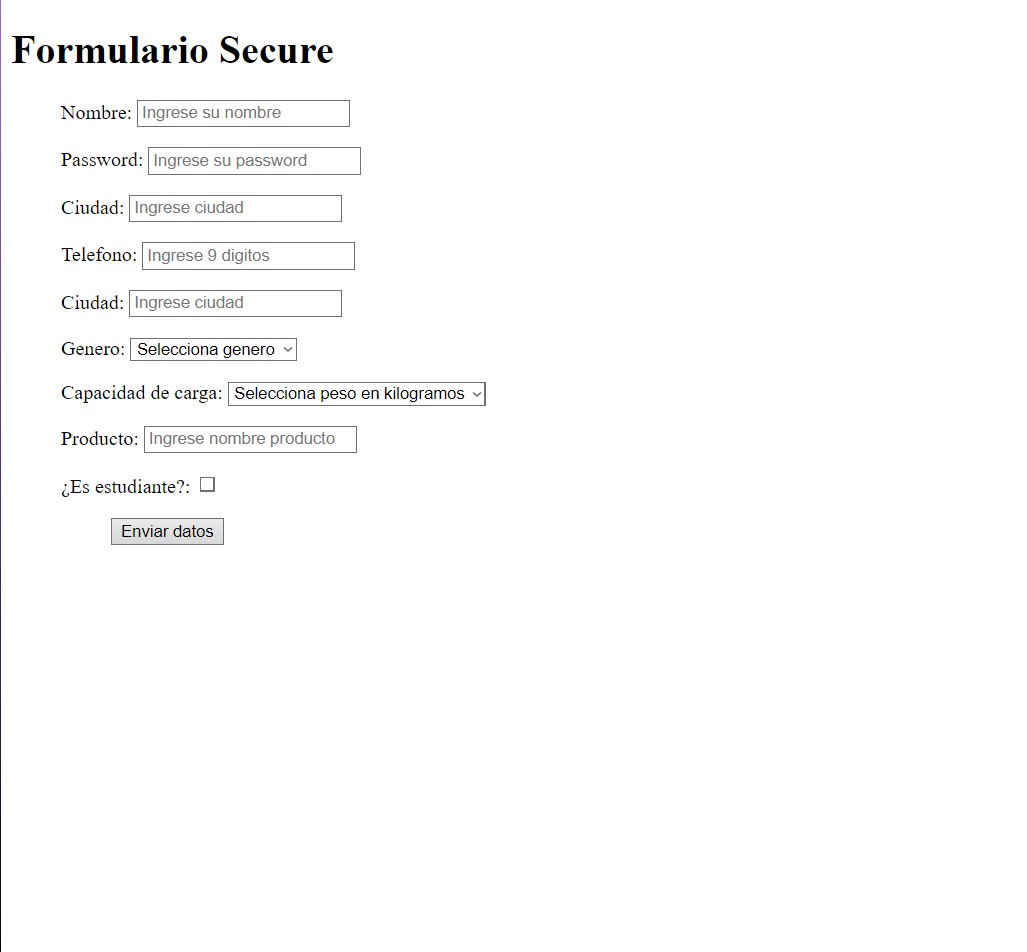 Formulario Secure
Nombre: Ingrese su nombre
Password: Ingrese su password
Ciudad: Ingrese ciudad
Telefono: Ingrese 9 digitos
Ciudad: Ingrese ciudad
Genero: Selecciona genero
Capacidad de carga: Selecciona peso en kilogramos
Producto: Ingrese nombre producto
¿Es estudiante?:
Enviar datos